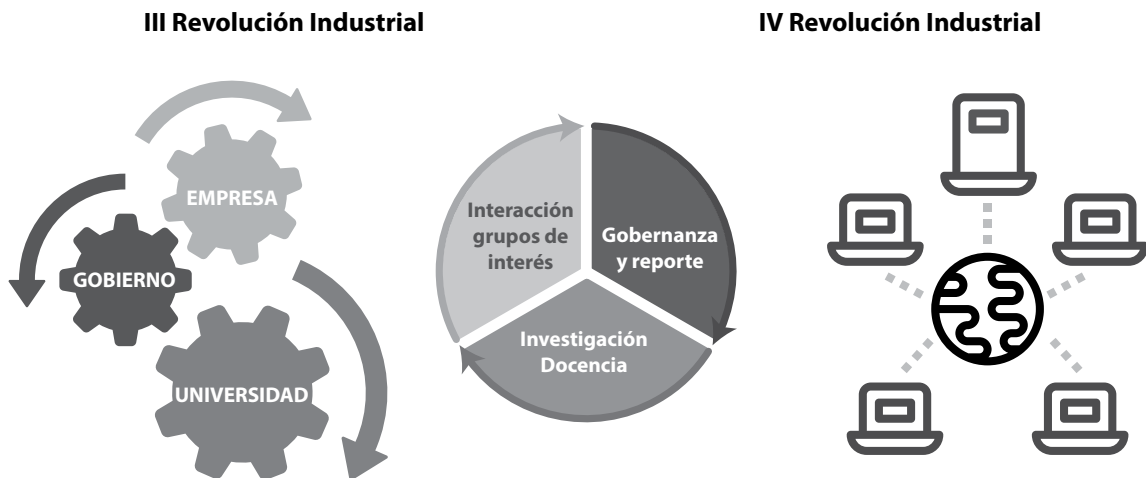 III Revolución Industrial
IV Revolución Industrial
EMPRESA
GOBIERNO
UNIVERSIDAD
Interacción
grupos de
interés
Gobernanza
y reporte
Investigación
Docencia